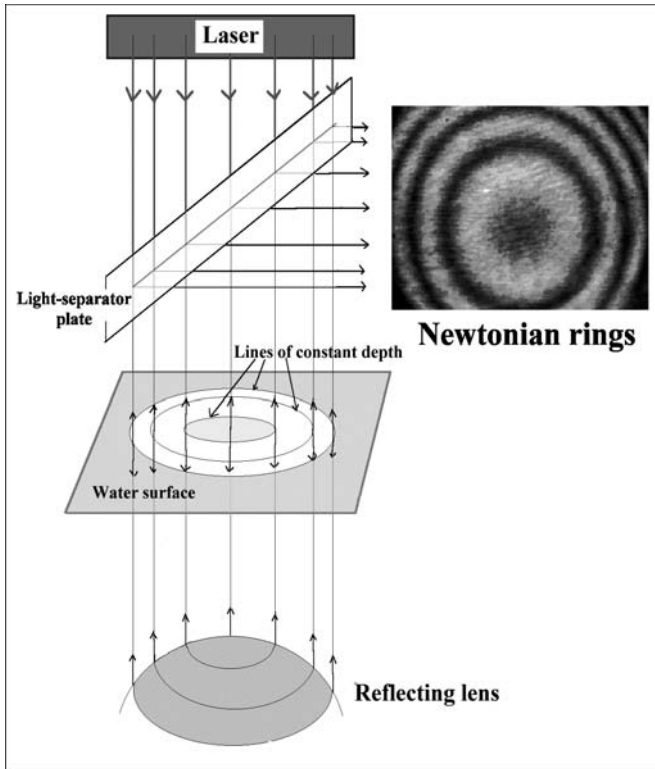 Laser
Light-separator
plate
Newtonian rings
Lines of constant depth
Water surface
Reflecting lens